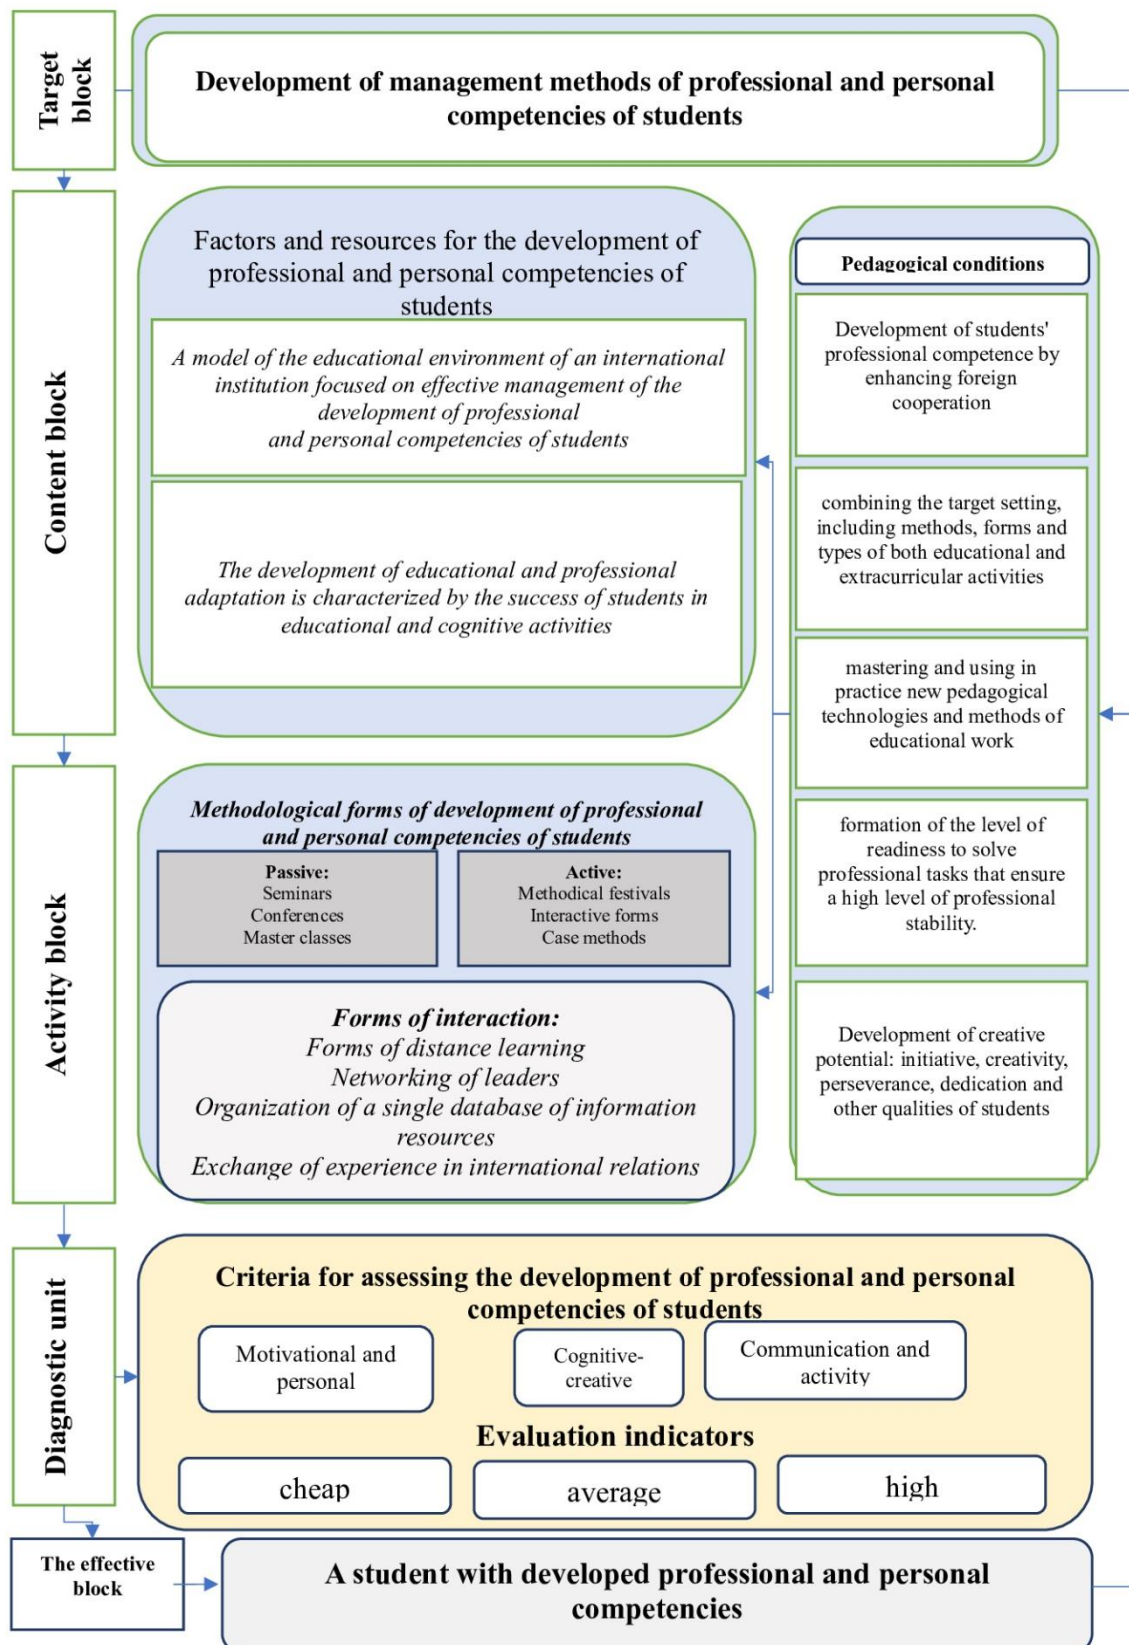 Target
block
Development of management methods of professional and personal
competencies of students
Content block
Factors and resources for the development of
professional and personal competencies of
students
A model of the educational environment of an international
institution focused on effective management of the
development of professional
and personal competencies of students
The development of educational and professional
adaptation is characterized by the success of students in
educational and cognitive activities
Pedagogical conditions
Development of students'
professional competence by
enhancing foreign
cooperation
combining the target setting,
including methods, forms and
types of both educational and
extracurricular activities
mastering and using in
practice new pedagogical
technologies and methods of
educational work
formation of the level of
readiness to solve
professional tasks that ensure
a high level of professional
stability.
Development of creative
potential: initiative, creativity,
perseverance, dedication and
other qualities of students
Activity block
Methodological forms of development of professional
and personal competencies of students
Passive:
Seminars
Conferences
Master classes
Active:
Methodical festivals
Interactive forms
Case methods
Forms of interaction:
Forms of distance learning
Networking of leaders
Organization of a single database of information
resources
Exchange of experience in international relations
Diagnostic unit
Criteria for assessing the development of professional and personal
competencies of students
Motivational and
personal
Cognitive-
creative
Communication and
activity
Evaluation indicators
cheap
average
high
The effective
block
A student with developed professional and personal
competencies